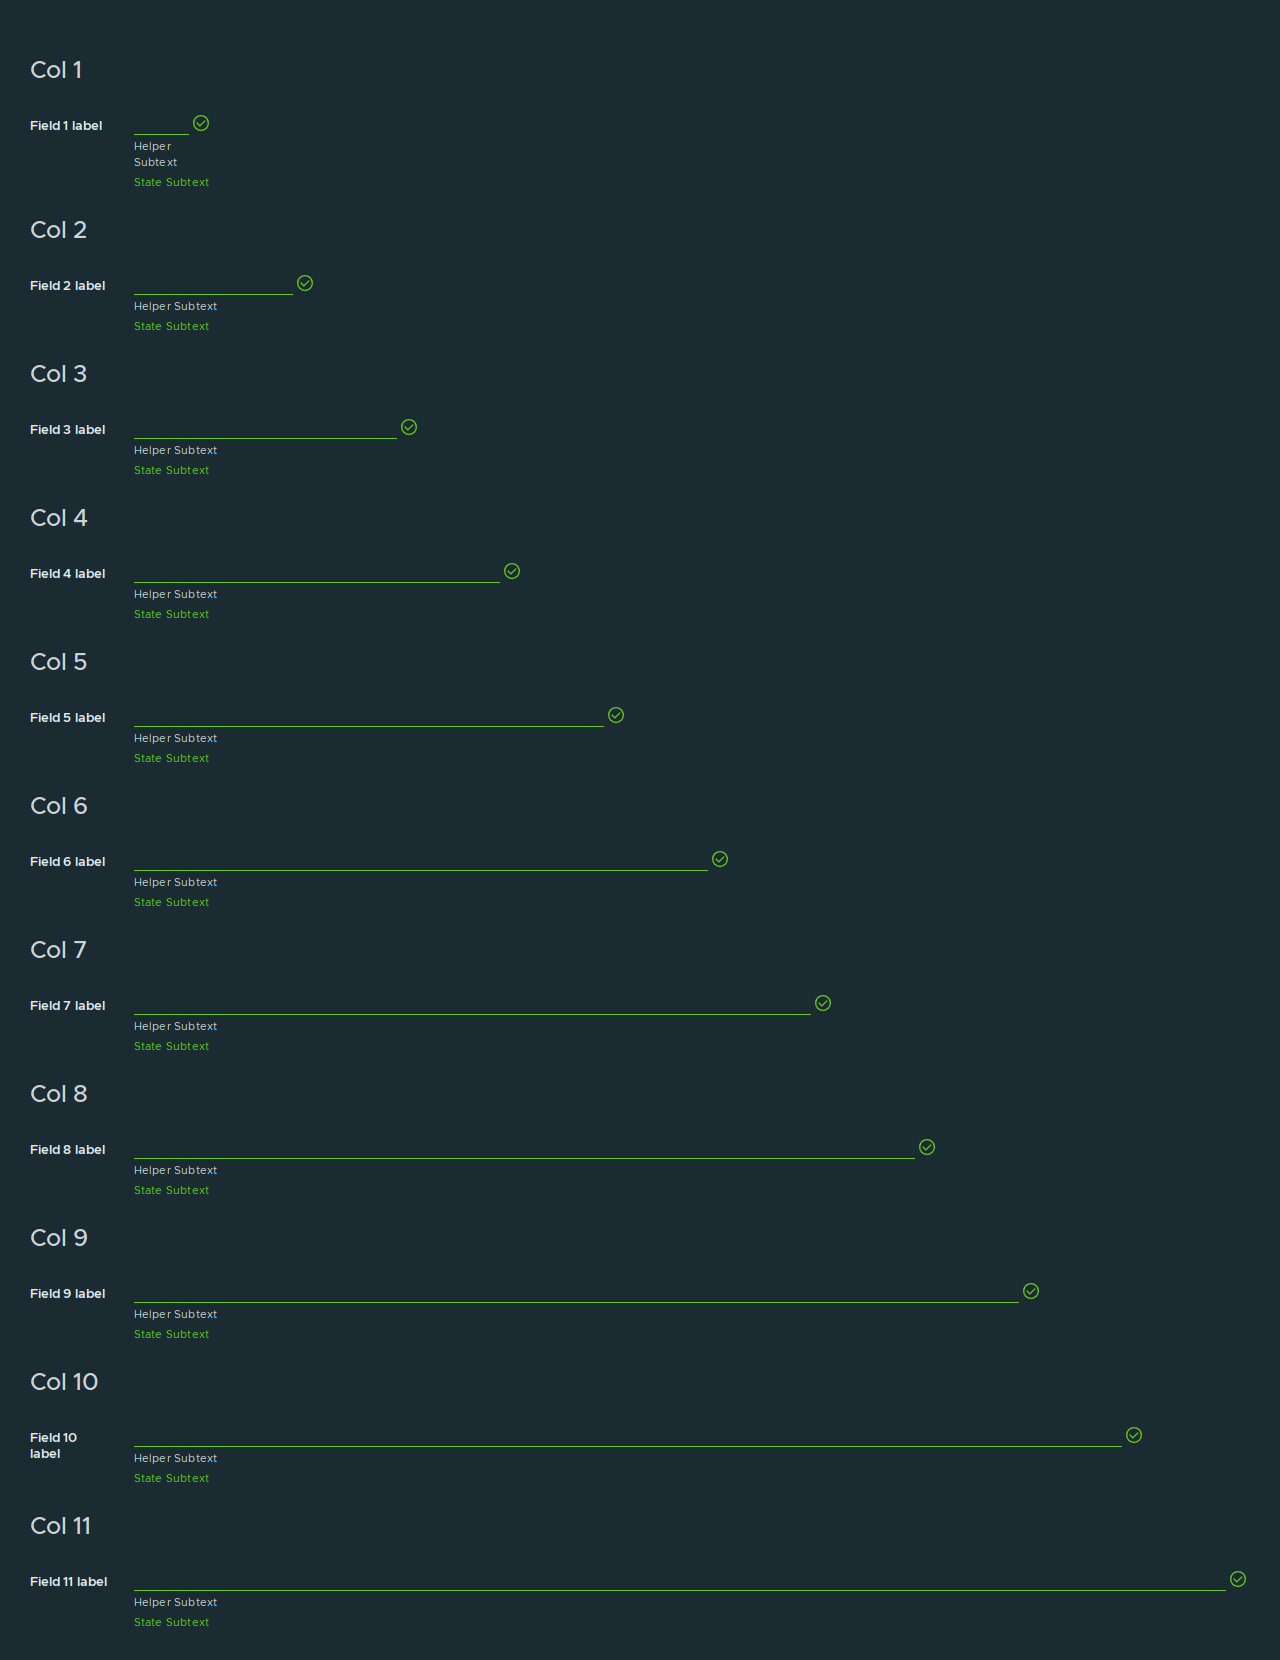 Col 1
Field 1 label
Helper
Subtext
State Subtext
Col 2
Field 2 label
Helper Subtext
State Subtext
Col 3
Field 3 label
Helper Subtext
State Subtext
Col 4
Field 4 label
Helper Subtext
State Subtext
Col 5
Field 5 label
Helper Subtext
State Subtext
Col 6
Field 6 label
Helper Subtext
State Subtext
Col 7
Field 7 label
Helper Subtext
State Subtext
Col 8
Field 8 label
Helper Subtext
State Subtext
Col 9
Field 9 label
Helper Subtext
State Subtext
Col 10
Field 10
label
Helper Subtext
State Subtext
Col 11
Field 11 label
Helper Subtext
State Subtext